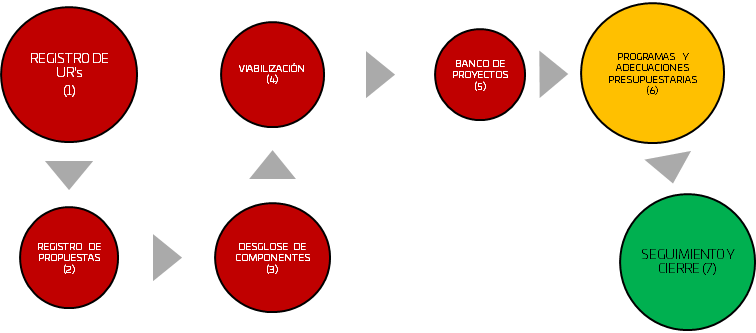 REGISTRO DE
UR's
(1)
REGISTRO DE
PROPUESTAS
(2)
DESGLOSE DE
COMPONENTES
(3)
VIABILIZACIÓN
(4)
BANCO DE
PROYECTOS
(5)
PROGRAMAS Y
ADECUACIONES
PRESUPUESTARIAS
(6)
SEGUIMIENTO Y
CIERRE (7)